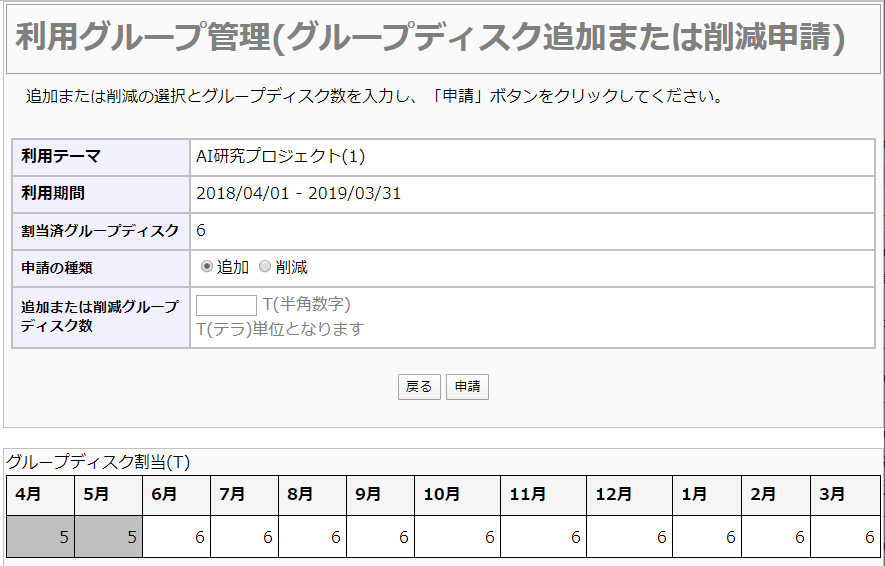 利用グループ管理(グループディスク追加または削減申請)
追加または削減の選択とグループディスク数を入力し、「申請」ボタンをクリックしてください。
利用テーマ AI研究プロジェクト(1)
利用期間 2018/04/01 - 2019/03/31
割当済グループディスク 6
申請の種類 追加 削減
追加または削減グループ
ディスク数
T(半角数字)
T(テラ)単位となります
戻る 申請
グループディスク割当(T)
4月 5月 6月 7月 8月 9月 10月 11月 12月 1月 2月 3月
5 5 6 6 6 6 6 6 6 6 6 6